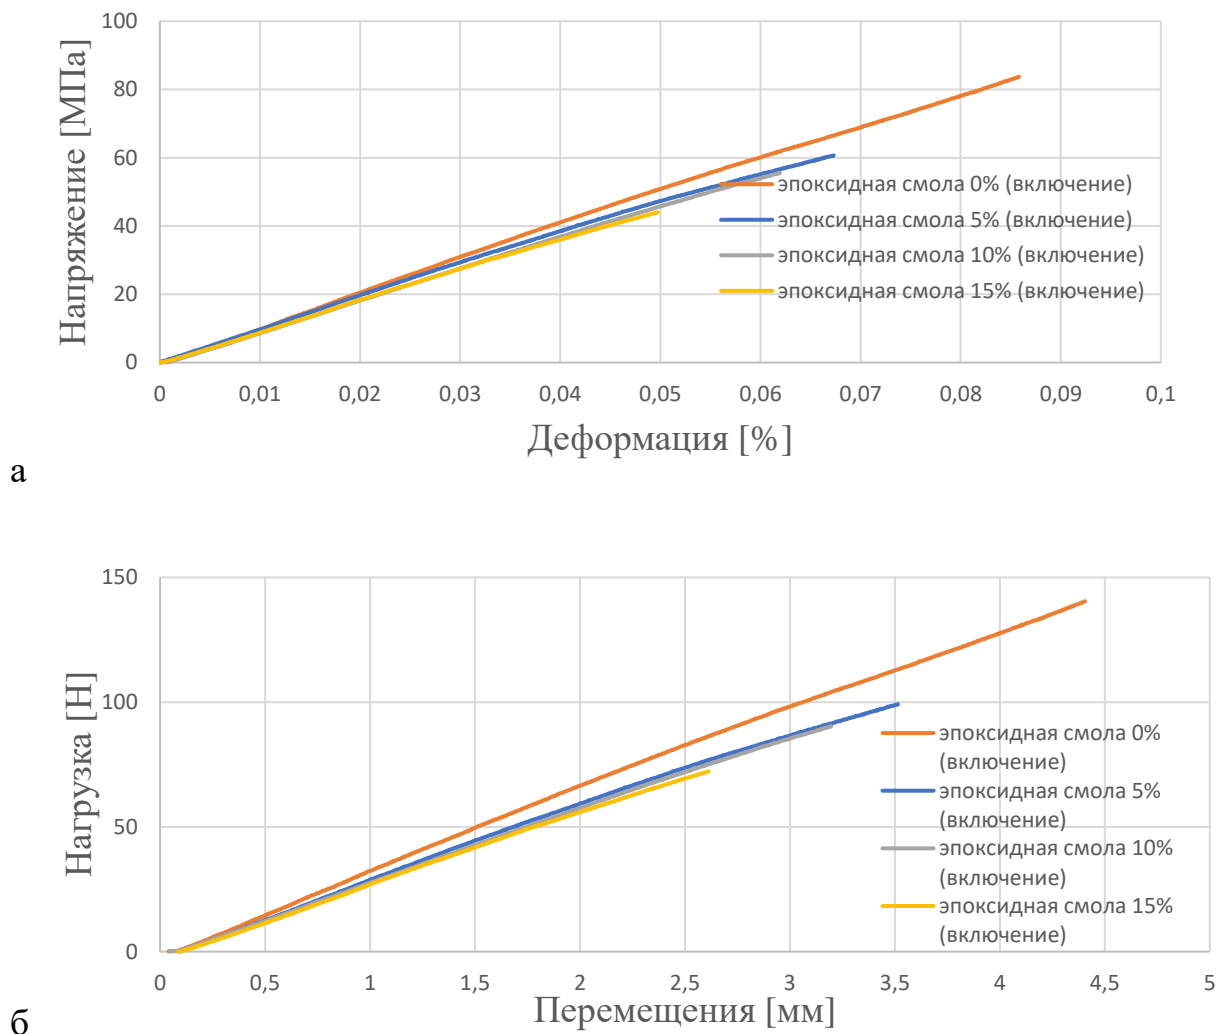 100
80
60
40
20
0
Напряжение [МПа]
эпоксидная смола 0% (включение)
эпоксидная смола 5% (включение)
эпоксидная смола 10% (включение)
эпоксидная смола 15% (включение)
0 0,01 0,02 0,03 0,04 0,05 0,06 0,07 0,08 0,09 0,1
Деформация [%]
а
150
100
50
0
Нагрузка [Н]
эпоксидная смола 0%
(включение)
эпоксидная смола 5%
(включение)
эпоксидная смола 10%
(включение)
эпоксидная смола 15%
(включение)
0 0,5 1 1,5 2 2,5 3 3,5 4 4,5 5
Перемещения [мм]
б